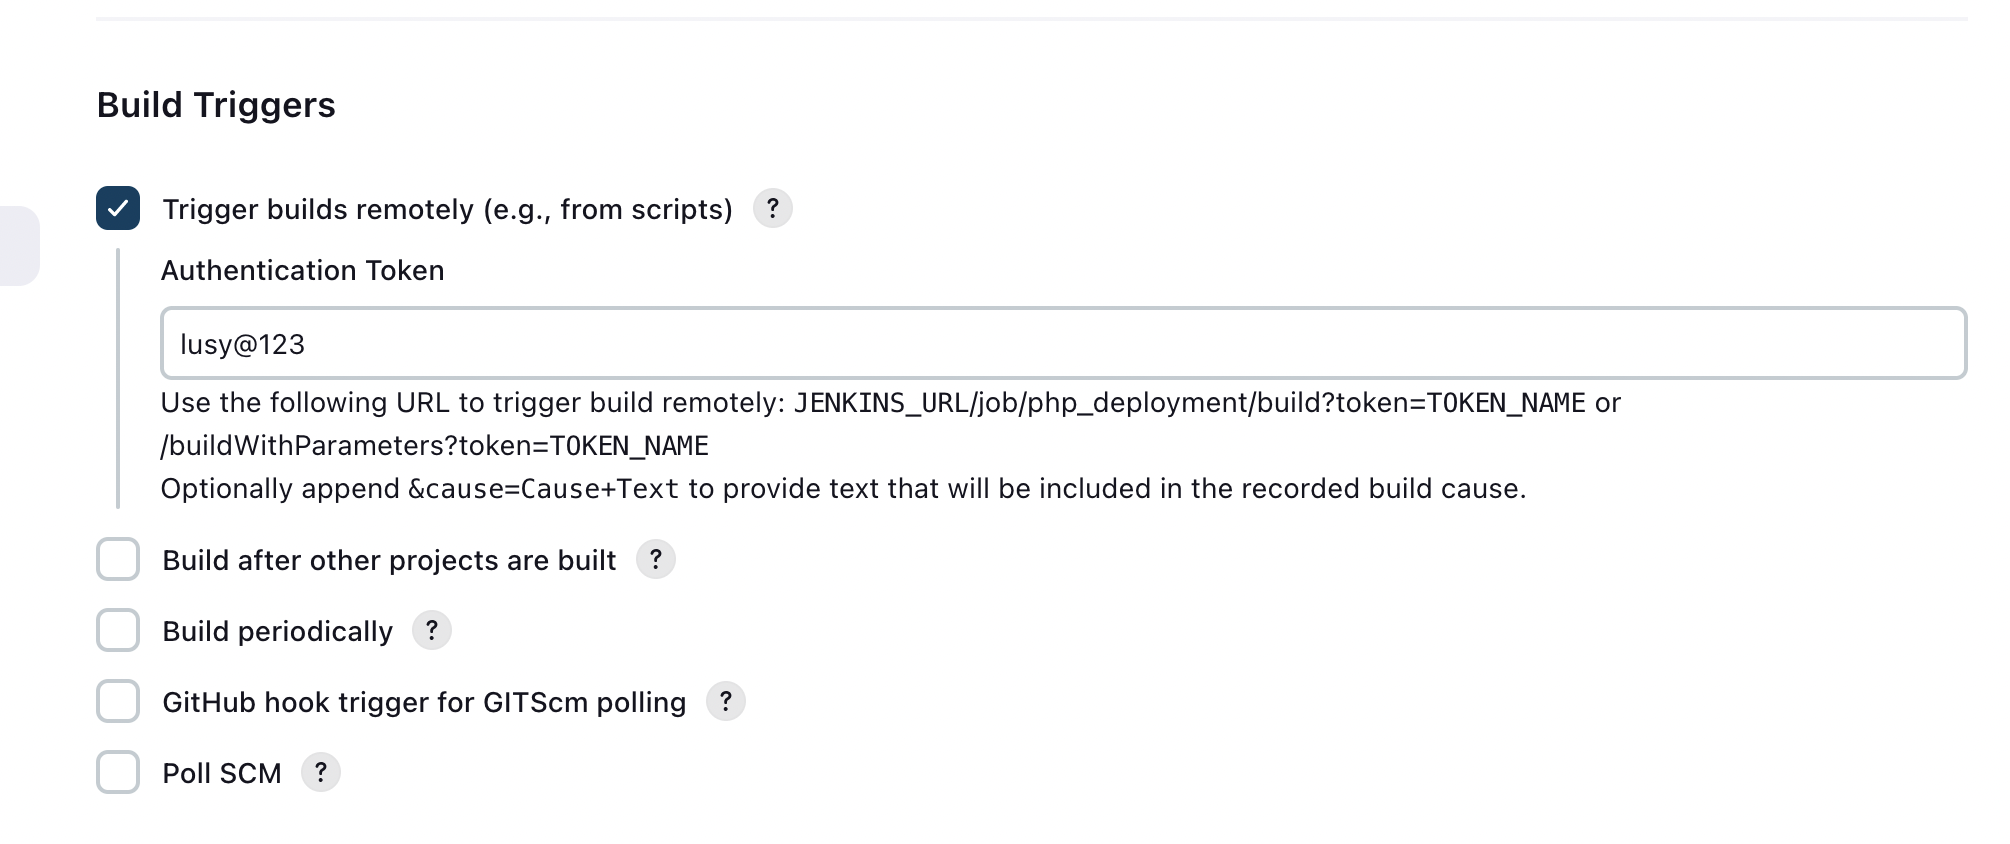 Build Triggers
Trigger builds remotely (e.g., from scripts) ?
Authentication Token
lusy@123
Use the following URL to trigger build remotely: JENKINS_URL/job/php_deployment/build?token=TOKEN_NAME or
/buildWithParameters?token=TOKEN_NAME
Optionally append &cause=Cause+Text to provide text that will be included in the recorded build cause.
Build after other projects are built ?
Build periodically ?
GitHub hook trigger for GITScm polling ?
Poll SCM ?